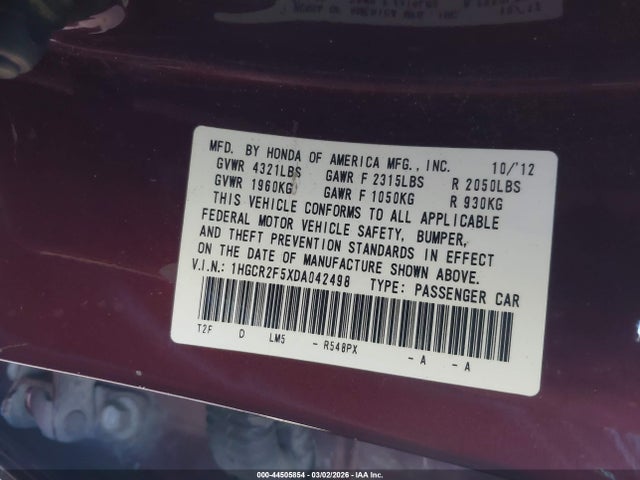 MFD. BY HONDA OF AMERICA MFG., INC. 10/'12
GVWR 4321LBS GAWR F 2315LBS R 2050LBS
GVWR 1960KG GAWR F 1050KG R 930KG
THIS VEHICLE CONFORMS TO ALL APPLICABLE
FEDERAL MOTOR VEHICLE SAFETY, BUMPER,
AND THEFT PREVENTION STANDARDS IN EFFECT
ON THE DATE OF MANUFACTURE SHOWN ABOVE.
V.I.N.: 1HGCR2F5XDA042498 TYPE: PASSENGER CAR
T2F D LM5 - R548PX - A - A
000-44505854 - 03/02/2026 - IAA Inc.